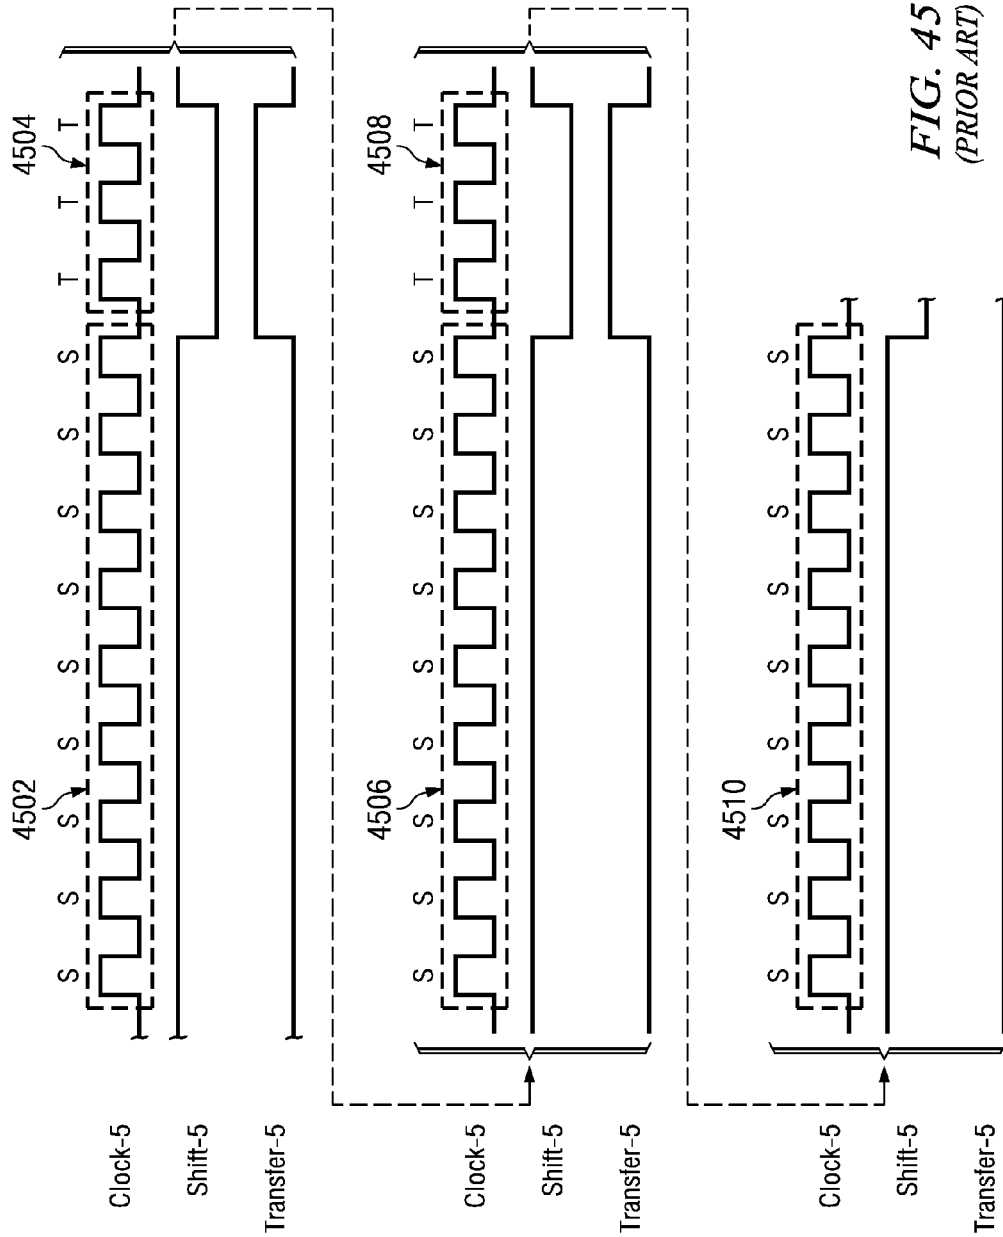 4502
4504
S S S S S S S S S T T T
Clock-5
Shift-5
Transfer-5
4506
4508
S S S S S S S S S T T T
Clock-5
Shift-5
Transfer-5
4510
S S S S S S S S S
Clock-5
Shift-5
Transfer-5
FIG. 45
(PRIOR ART)